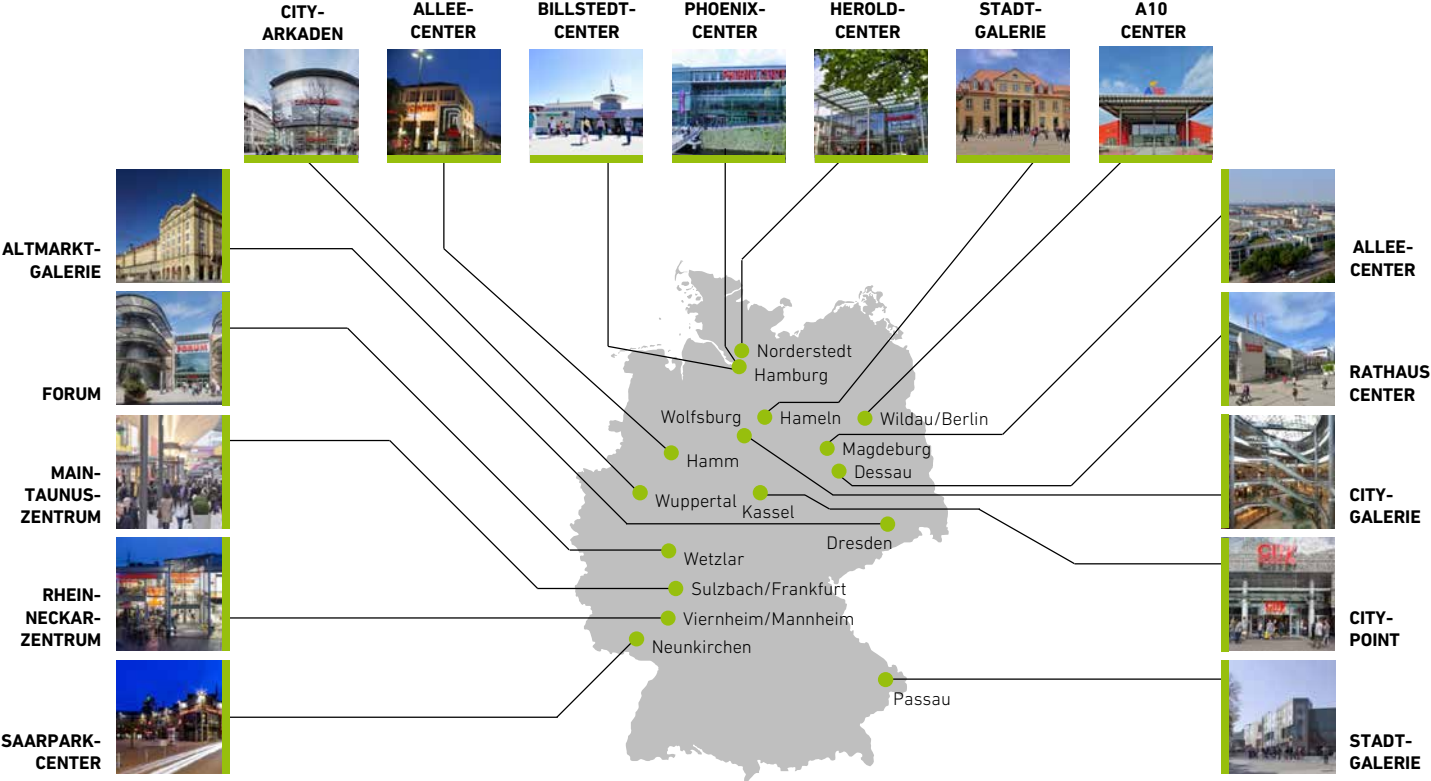 CITY-
ARKADEN
ALLEE-
CENTER
BILLSTEDT-
CENTER
PHOENIX-
CENTER
HEROLD-
CENTER
STADT-
GALERIE
A10
CENTER
ALTMARKT-
GALERIE
FORUM
MAIN-
TAUNUS-
ZENTRUM
RHEIN-
NECKAR-
ZENTRUM
SAARPARK-
CENTER
ALLEE-
CENTER
RATHAUS
CENTER
CITY-
GALERIE
CITY-
POINT
STADT-
GALERIE
Norderstedt
Hamburg
Wolfsburg
Hameln
Wildau/Berlin
Magdeburg
Hamm
Dessau
Wuppertal
Kassel
Dresden
Wetzlar
Sulzbach/Frankfurt
Viernheim/Mannheim
Neunkirchen
Passau
FORUM